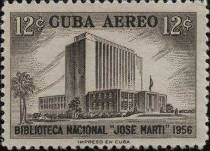 CUBA AEREO
12¢ 12¢
BIBLIOTECA NACIONAL "JOSE MARTI" 1956
IMPRESO EN CUBA